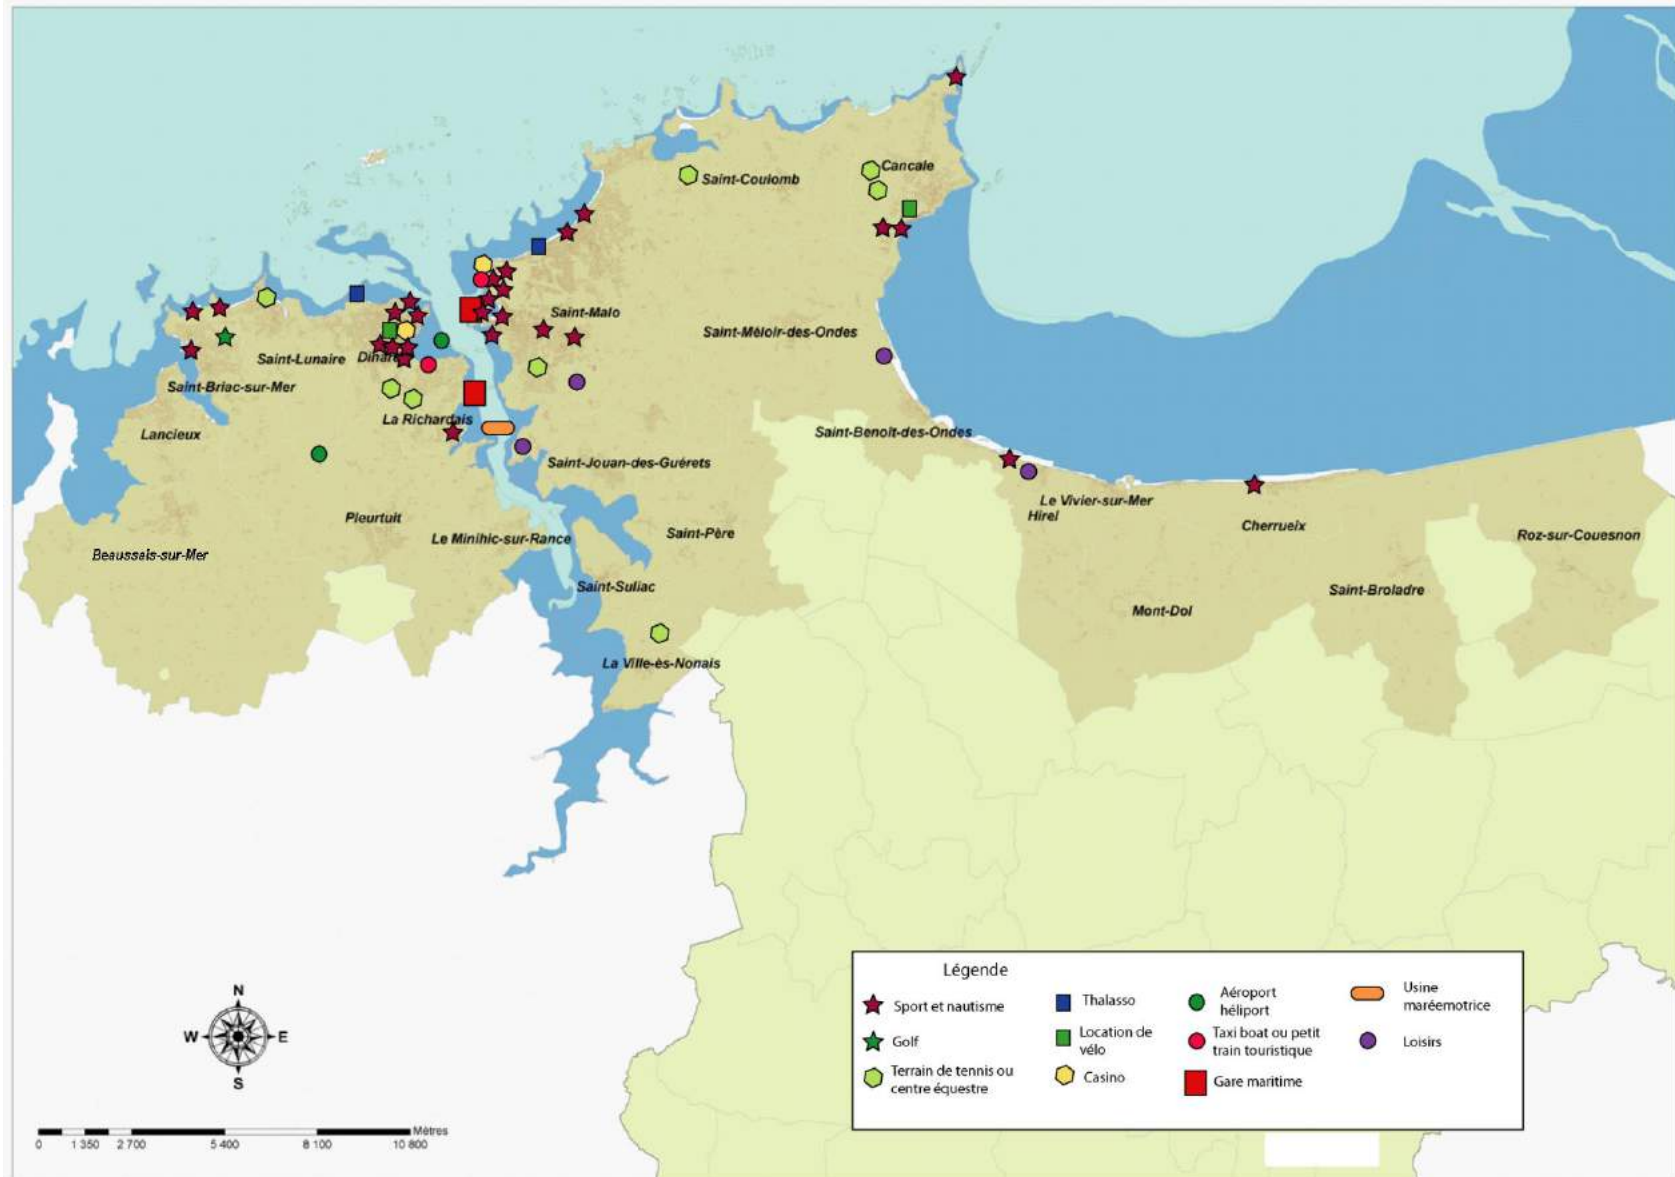 Cancale
Saint-Coulomb
Saint-Malo
Saint-Méloir-des-Ondes
Saint-Lunaire
Dinard
Saint-Briac-sur-Mer
La Richardais
Lancieux
Saint-Benoît-des-Ondes
Saint-Jouan-des-Guérets
Le Vivier-sur-Mer
Hirel
Pleurtuit
Cherrueix
Roz-sur-Couesnon
Le Minihic-sur-Rance
Saint-Père
Beaussais-sur-Mer
Saint-Suliac
Saint-Broladre
Mont-Dol
La Ville-ès-Nonais
N
W
E
S
0
1 350
2 700
5 400
8 100
10 800
Mètres
Légende
Sport et nautisme
Golf
Terrain de tennis ou
centre équestre
Thalasso
Location de
vélo
Casino
Aéroport
héliport
Taxi boat ou petit
train touristique
Gare maritime
Usine
maréemotrice
Loisirs